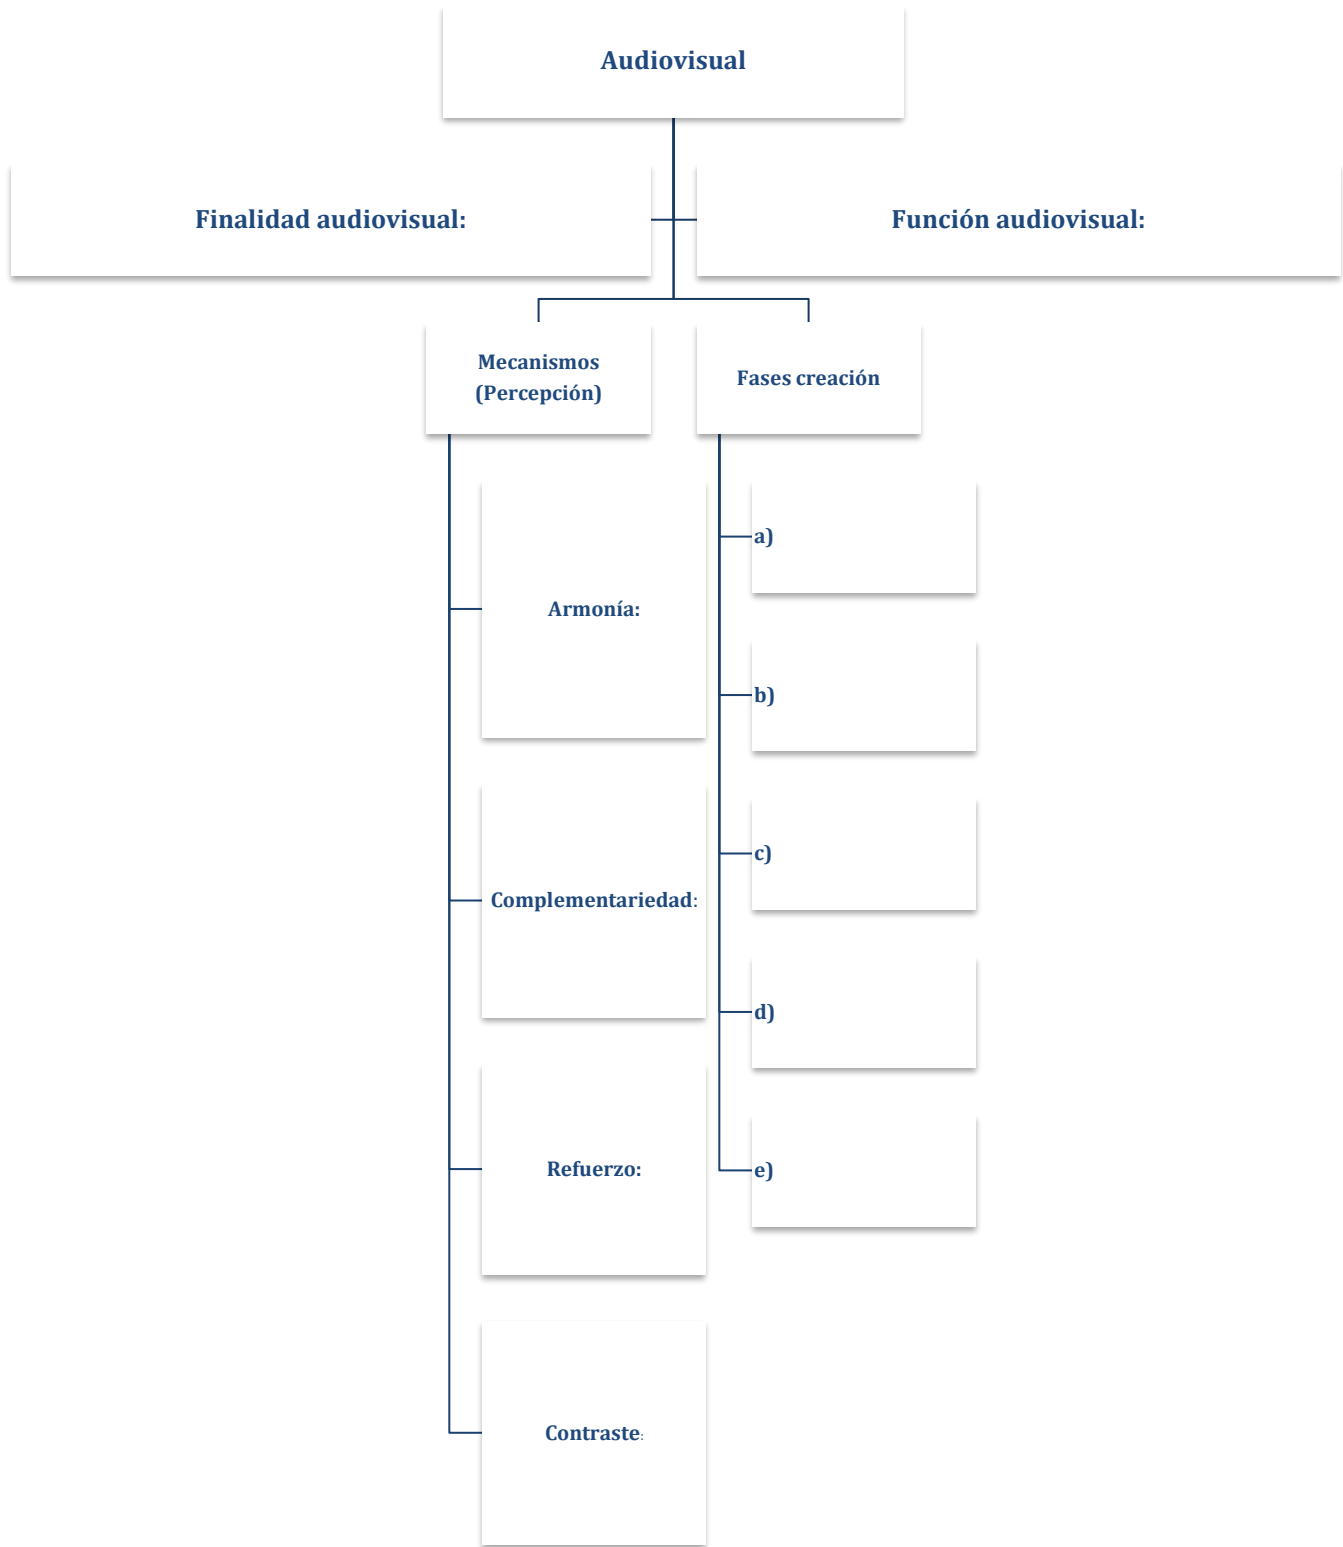 Audiovisual
Finalidad audiovisual:
Función audiovisual:
Mecanismos
(Percepción)
Fases creación
Armonía:
Complementariedad:
Refuerzo:
Contraste:
a)
b)
c)
d)
e)